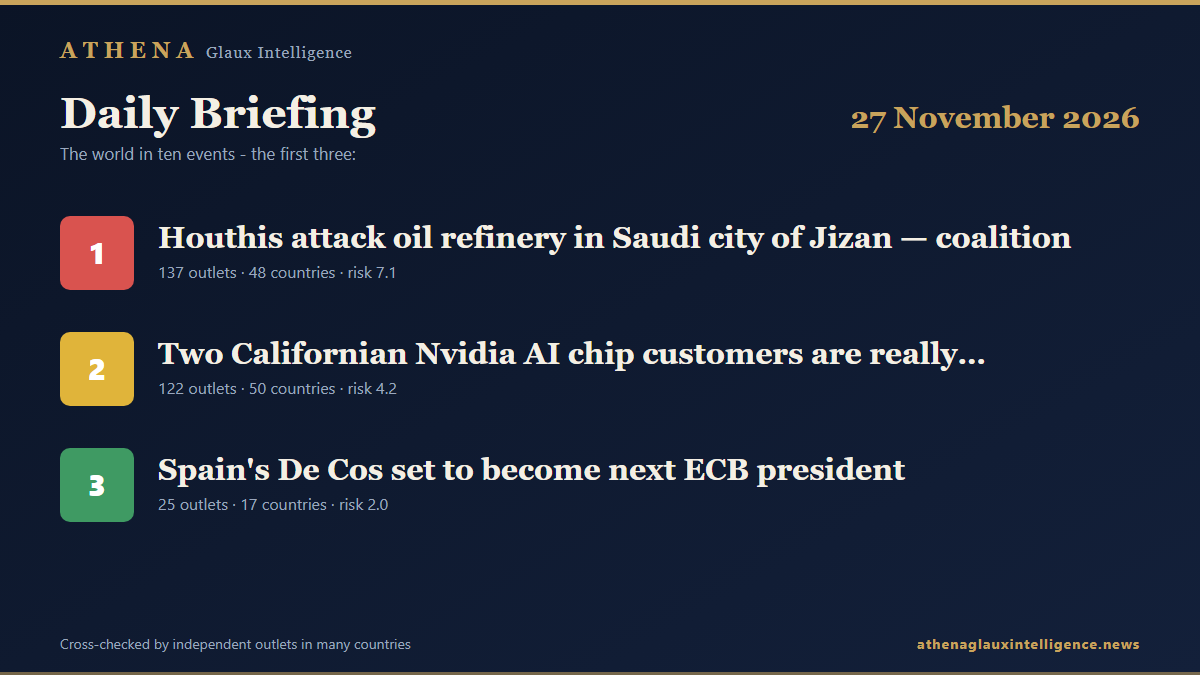 ATHENA Glaux Intelligence
Daily Briefing
27 November 2026
The world in ten events - the first three:
1
Houthis attack oil refinery in Saudi city of Jizan — coalition
137 outlets · 48 countries · risk 7.1
2
Two Californian Nvidia AI chip customers are really...
122 outlets · 50 countries · risk 4.2
3
Spain's De Cos set to become next ECB president
25 outlets · 17 countries · risk 2.0
Cross-checked by independent outlets in many countries
athenaglauxintelligence.news